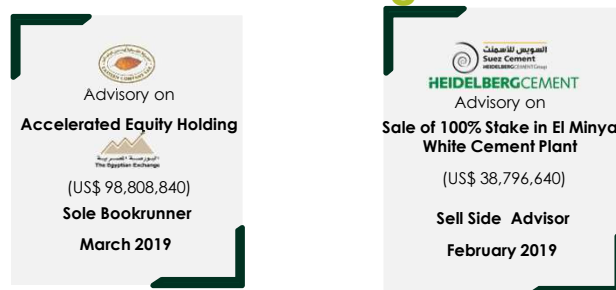 Advisory on
Accelerated Equity Holding
البورصة المصرية
The Egyptian Exchange
(US$ 98,808,840)
Sole Bookrunner
March 2019
السويس للأسمنت
Suez Cement
HEIDELBERGCEMENT Group
HEIDELBERGCEMENT
Advisory on
Sale of 100% Stake in El Minya
White Cement Plant
(US$ 38,796,640)
Sell Side Advisor
February 2019